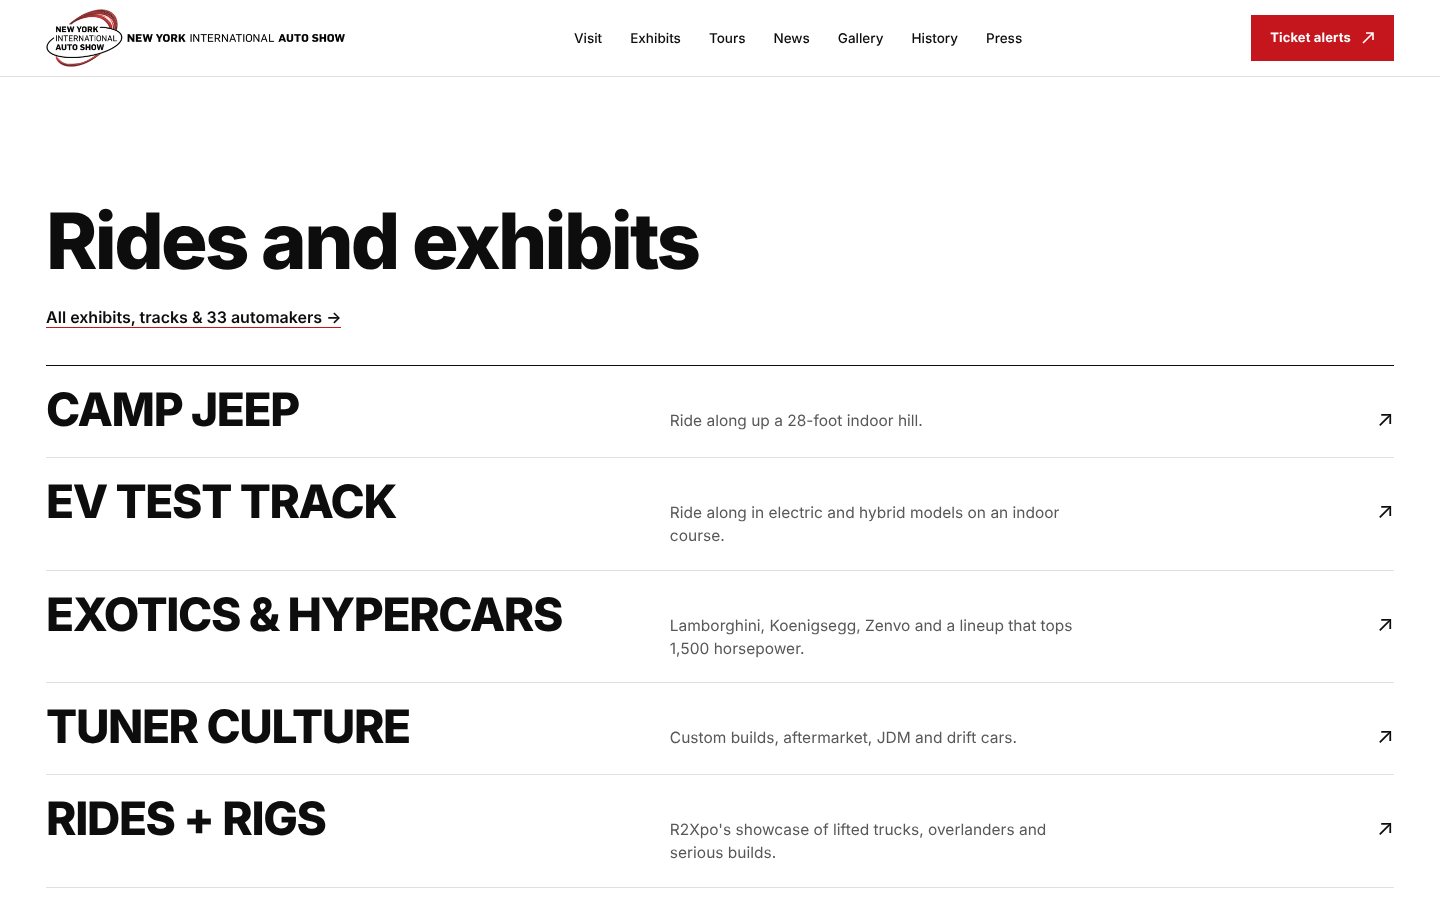 NEW YORK
INTERNATIONAL
AUTO SHOW
NEW YORK INTERNATIONAL AUTO SHOW
Visit
Exhibits
Tours
News
Gallery
History
Press
Ticket alerts
Rides and exhibits
All exhibits, tracks & 33 automakers →
CAMP JEEP
Ride along up a 28-foot indoor hill.
EV TEST TRACK
Ride along in electric and hybrid models on an indoor
course.
EXOTICS & HYPERCARS
Lamborghini, Koenigsegg, Zenvo and a lineup that tops
1,500 horsepower.
TUNER CULTURE
Custom builds, aftermarket, JDM and drift cars.
RIDES + RIGS
R2Xpo's showcase of lifted trucks, overlanders and
serious builds.